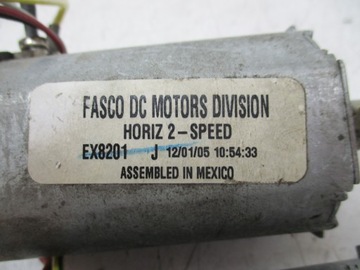 FASCO DC MOTORS DIVISION
HORIZ 2-SPEED
EX8201 J 12/01/05 10:54:33
ASSEMBLED IN MEXICO